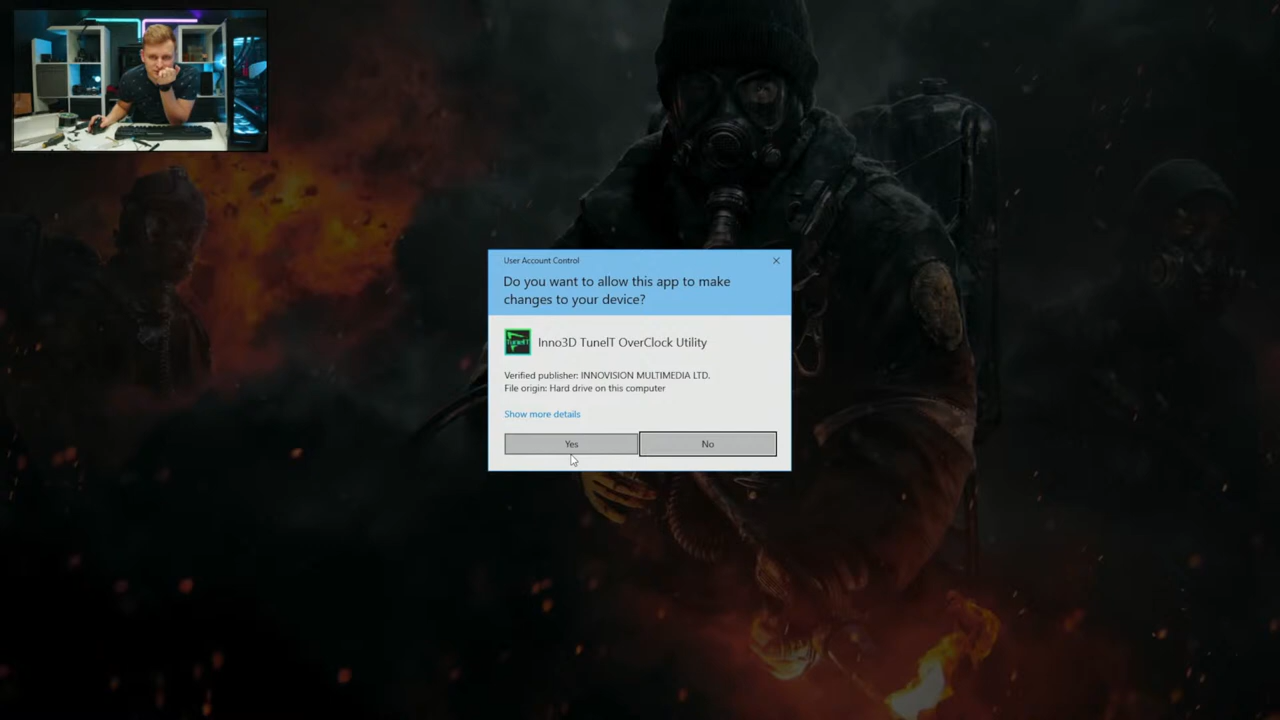 User Account Control
Do you want to allow this app to make
changes to your device?
TuneIT
Inno3D TuneIT OverClock Utility
Verified publisher: INNOVISION MULTIMEDIA LTD.
File origin: Hard drive on this computer
Show more details
Yes
No